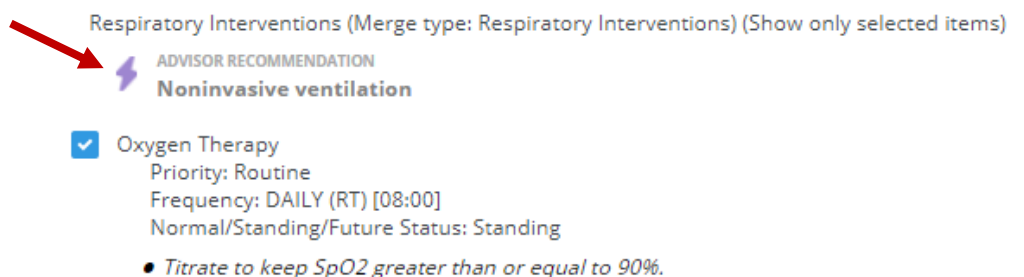 Respiratory Interventions (Merge type: Respiratory Interventions) (Show only selected items)
ADVISOR RECOMMENDATION
Noninvasive ventilation
Oxygen Therapy
Priority: Routine
Frequency: DAILY (RT) [08:00]
Normal/Standing/Future Status: Standing
• Titrate to keep SpO2 greater than or equal to 90%.